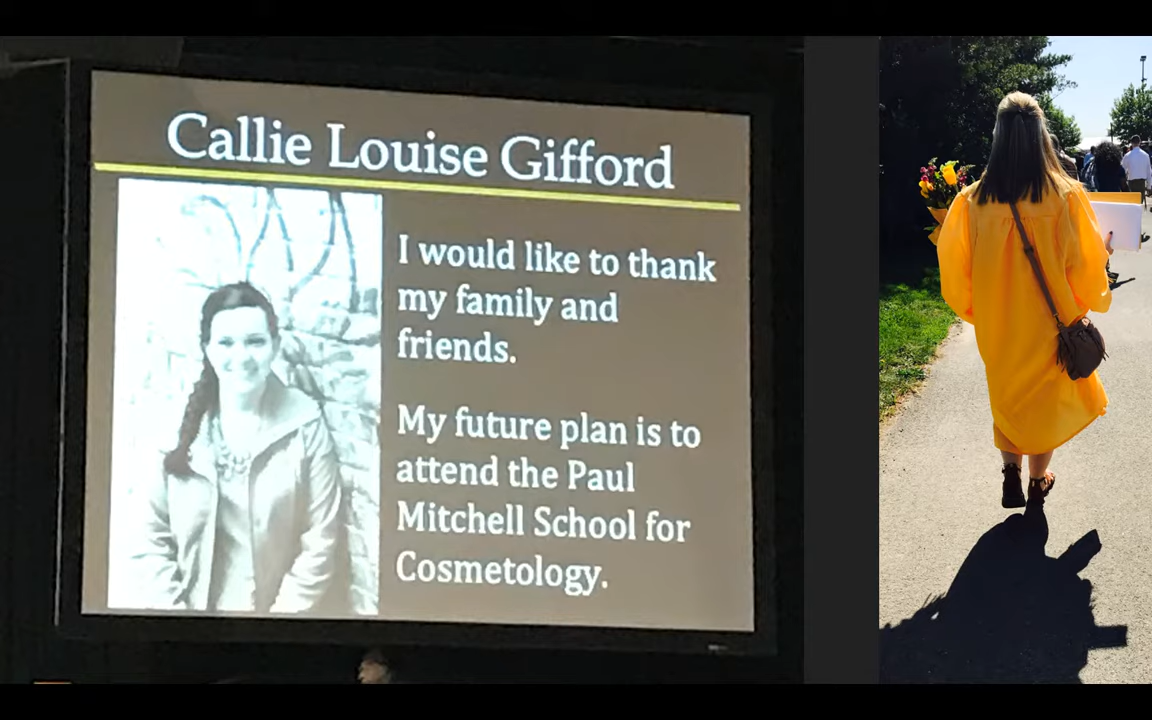 Callie Louise Gifford
I would like to thank
my family and
friends.
My future plan is to
attend the Paul
Mitchell School for
Cosmetology.